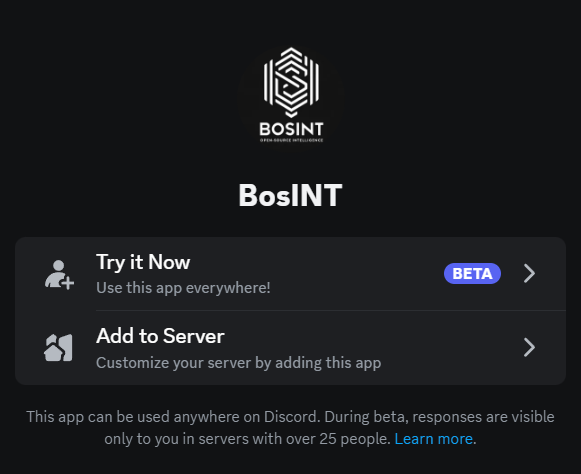 BOSINT
OPEN-SOURCE INTELLIGENCE
BosINT
Try it Now
BETA
Use this app everywhere!
Add to Server
Customize your server by adding this app
This app can be used anywhere on Discord. During beta, responses are visible
only to you in servers with over 25 people. Learn more.